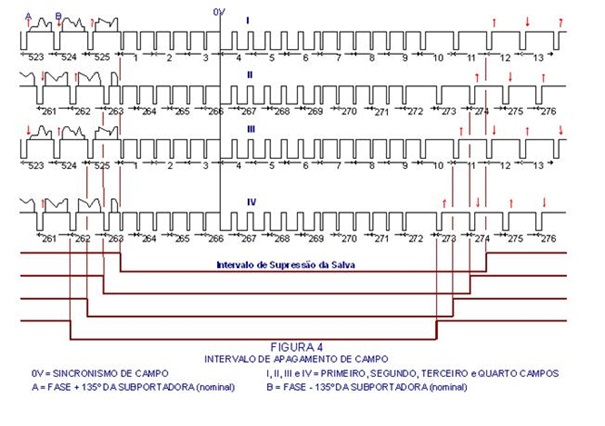 0V
A B I
523 524 525 1 2 3 4 5 6 7 8 9 10 11 12 13
II
261 262 263 264 265 266 267 268 269 270 271 272 273 274 275 276
III
523 524 525 1 2 3 4 5 6 7 8 9 10 11 12 13
IV
261 262 263 264 265 266 267 268 269 270 271 272 273 274 275 276
Intervalo de Supressão da Salva
FIGURA 4
INTERVALO DE APAGAMENTO DE CAMPO
0V = SINCRONISMO DE CAMPO I, II, III e IV = PRIMEIRO, SEGUNDO, TERCEIRO e QUARTO CAMPOS
A = FASE + 135º DA SUBPORTADORA (nominal) B = FASE - 135º DA SUBPORTADORA (nominal)